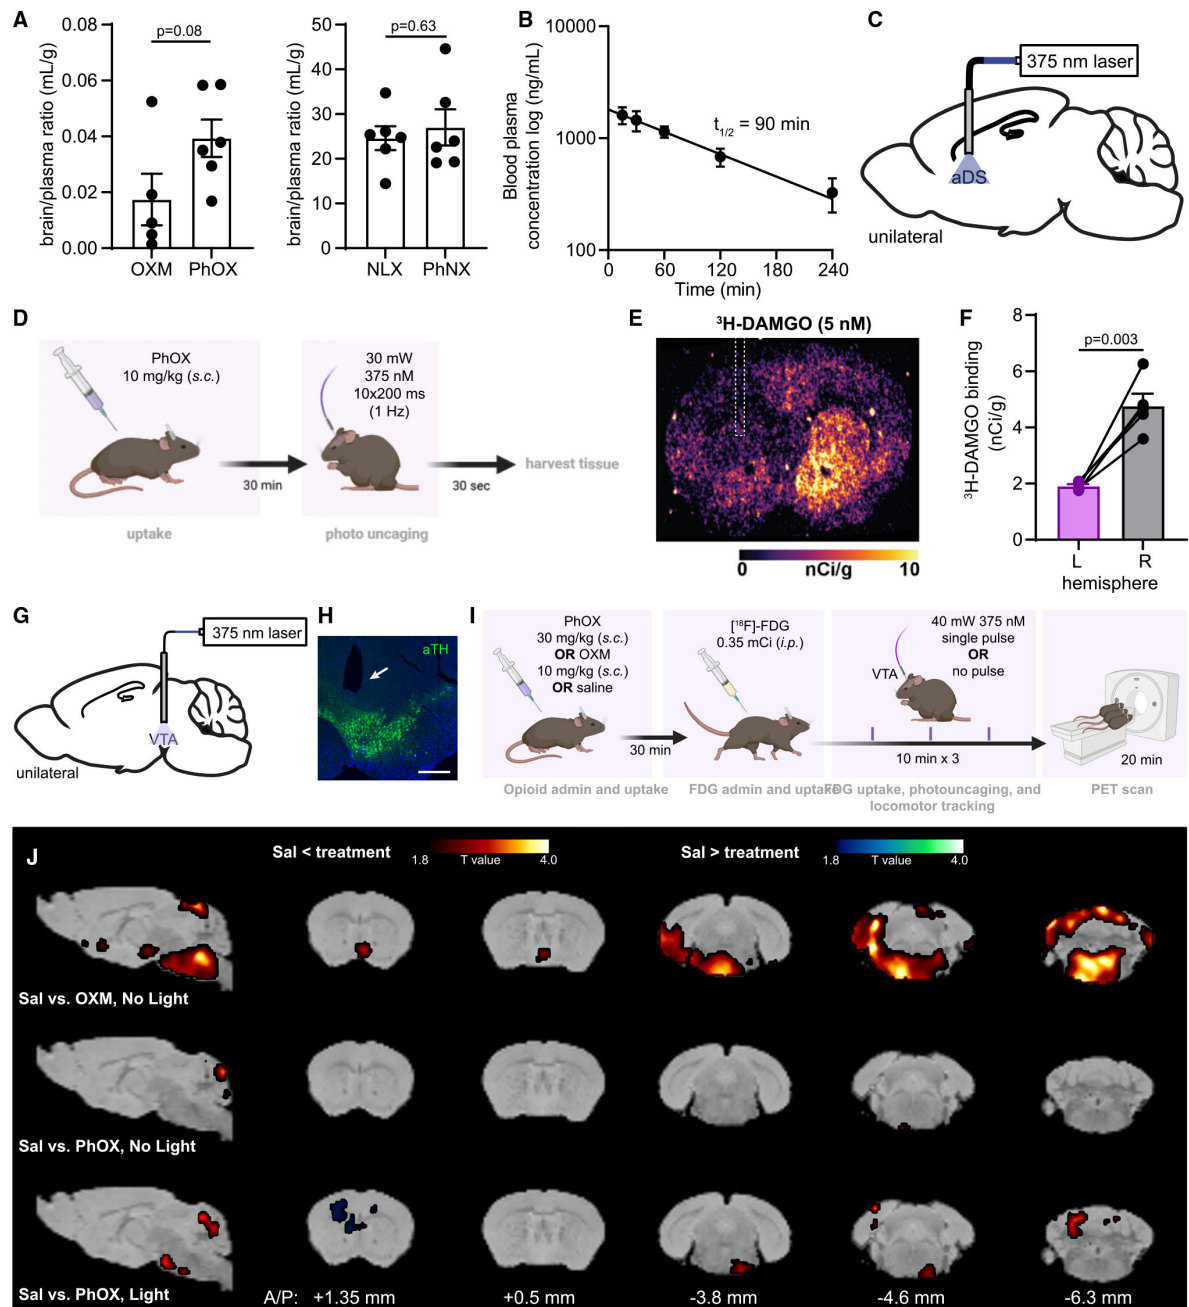 A
brain/plasma ratio (mL/g)
0.08
0.06
0.04
0.02
0.00
p=0.08
OXM PhOX
brain/plasma ratio (mL/g)
50
40
30
20
10
0
p=0.63
NLX PhNX
B
Blood plasma
concentration log (ng/mL)
10000
1000
100
t1/2 = 90 min
0 60 120 180 240
Time (min)
C
375 nm laser
aDS
unilateral
D
PhOX
10 mg/kg (s.c.)
30 min
uptake
30 mW
375 nM
10x200 ms
(1 Hz)
photo uncaging
30 sec
harvest tissue
E
³H-DAMGO (5 nM)
0 nCi/g 10
F
³H-DAMGO binding
(nCi/g)
8
6
4
2
0
p=0.003
L R
hemisphere
G
375 nm laser
VTA
unilateral
H
aTH
I
PhOX
30 mg/kg (s.c.)
OR OXM
10 mg/kg (s.c.)
OR saline
30 min
Opioid admin and uptake
[¹⁸F]-FDG
0.35 mCi (i.p.)
FDG admin and uptake
40 mW 375 nM
single pulse
OR
no pulse
VTA
10 min x 3
FDG uptake, photouncaging, and
locomotor tracking
20 min
PET scan
J
Sal < treatment
1.8 T value 4.0
Sal > treatment
1.8 T value 4.0
Sal vs. OXM, No Light
Sal vs. PhOX, No Light
Sal vs. PhOX, Light
A/P: +1.35 mm +0.5 mm -3.8 mm -4.6 mm -6.3 mm